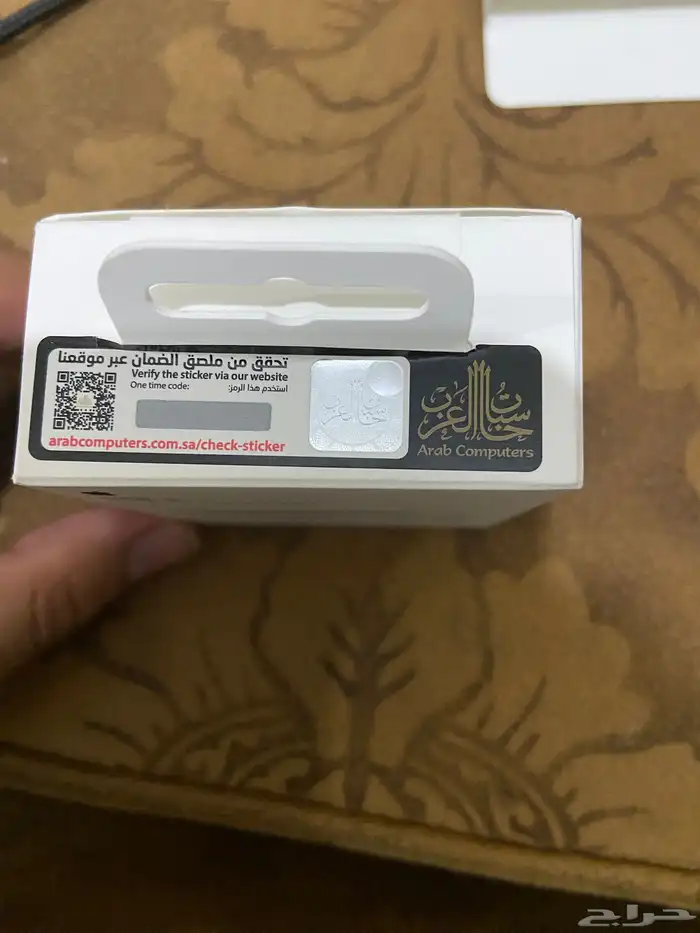 تحقق من ملصق الضمان عبر موقعنا
Verify the sticker via our website
One time code:
استخدم هذا الرمز:
arabcomputers.com.sa/check-sticker
حاسبات العرب
Arab Computers
حراج